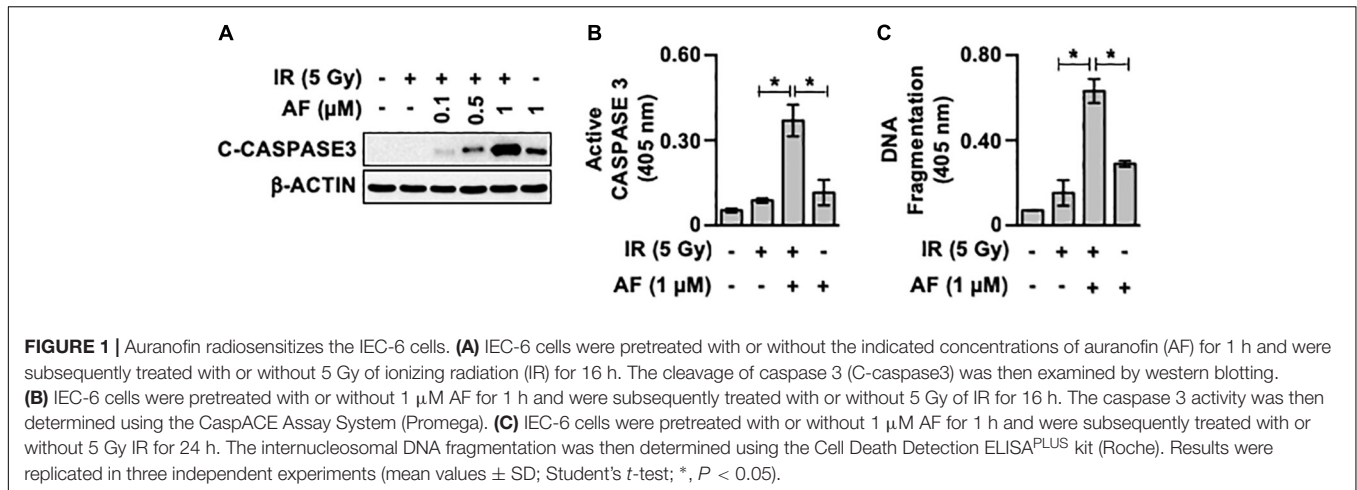 A
IR (5 Gy) - + + + + -
AF (μM) - - 0.1 0.5 1 1
C-CASPASE3
β-ACTIN
B
Active
CASPASE 3
(405 nm)
0.60
0.30
0
* *
IR (5 Gy) - + + -
AF (1 μM) - - + +
C
DNA
Fragmentation
(405 nm)
0.80
0.40
0
* *
IR (5 Gy) - + + -
AF (1 μM) - - + +
FIGURE 1 | Auranofin radiosensitizes the IEC-6 cells. (A) IEC-6 cells were pretreated with or without the indicated concentrations of auranofin (AF) for 1 h and were
subsequently treated with or without 5 Gy of ionizing radiation (IR) for 16 h. The cleavage of caspase 3 (C-caspase3) was then examined by western blotting.
(B) IEC-6 cells were pretreated with or without 1 μM AF for 1 h and were subsequently treated with or without 5 Gy of IR for 16 h. The caspase 3 activity was then
determined using the CaspACE Assay System (Promega). (C) IEC-6 cells were pretreated with or without 1 μM AF for 1 h and were subsequently treated with or
without 5 Gy IR for 24 h. The internucleosomal DNA fragmentation was then determined using the Cell Death Detection ELISAPLUS kit (Roche). Results were
replicated in three independent experiments (mean values ± SD; Student's t-test; *, P < 0.05).